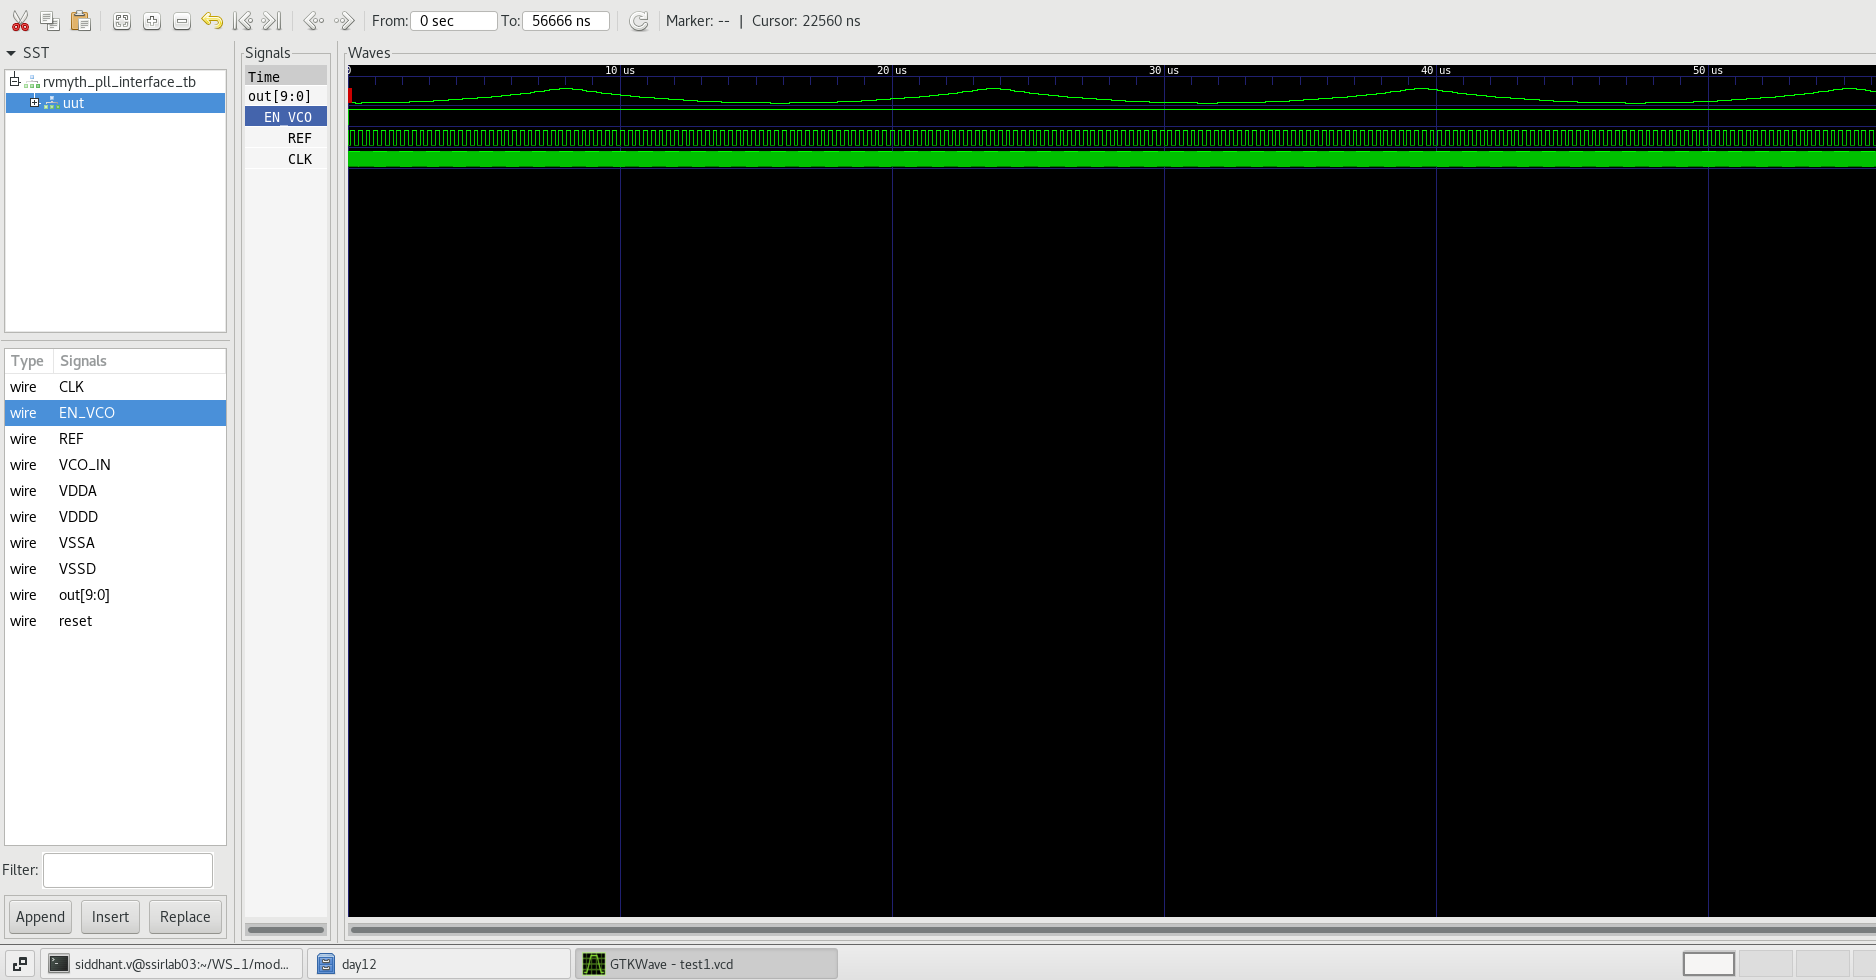 From: 0 sec To: 56666 ns Marker: -- | Cursor: 22560 ns
SST
rvmyth_pll_interface_tb
uut
Type Signals
wire CLK
wire EN_VCO
wire REF
wire VCO_IN
wire VDDA
wire VDDD
wire VSSA
wire VSSD
wire out[9:0]
wire reset
Filter:
Append Insert Replace
Signals
Time
out[9:0]
EN_VCO
REF
CLK
Waves
0 10 us 20 us 30 us 40 us 50 us
siddhant.v@ssirlab03:~/WS_1/mod... day12 GTKWave - test1.vcd